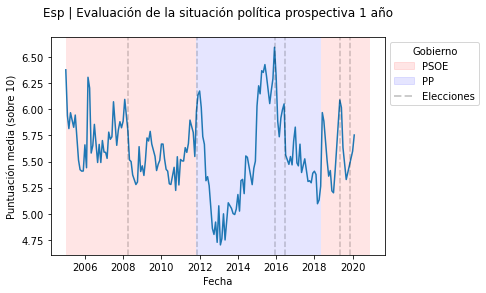 Esp | Evaluación de la situación política prospectiva 1 año
Puntuación media (sobre 10)
6.50
6.25
6.00
5.75
5.50
5.25
5.00
4.75
2006
2008
2010
2012
2014
2016
2018
2020
Fecha
Gobierno
PSOE
PP
Elecciones